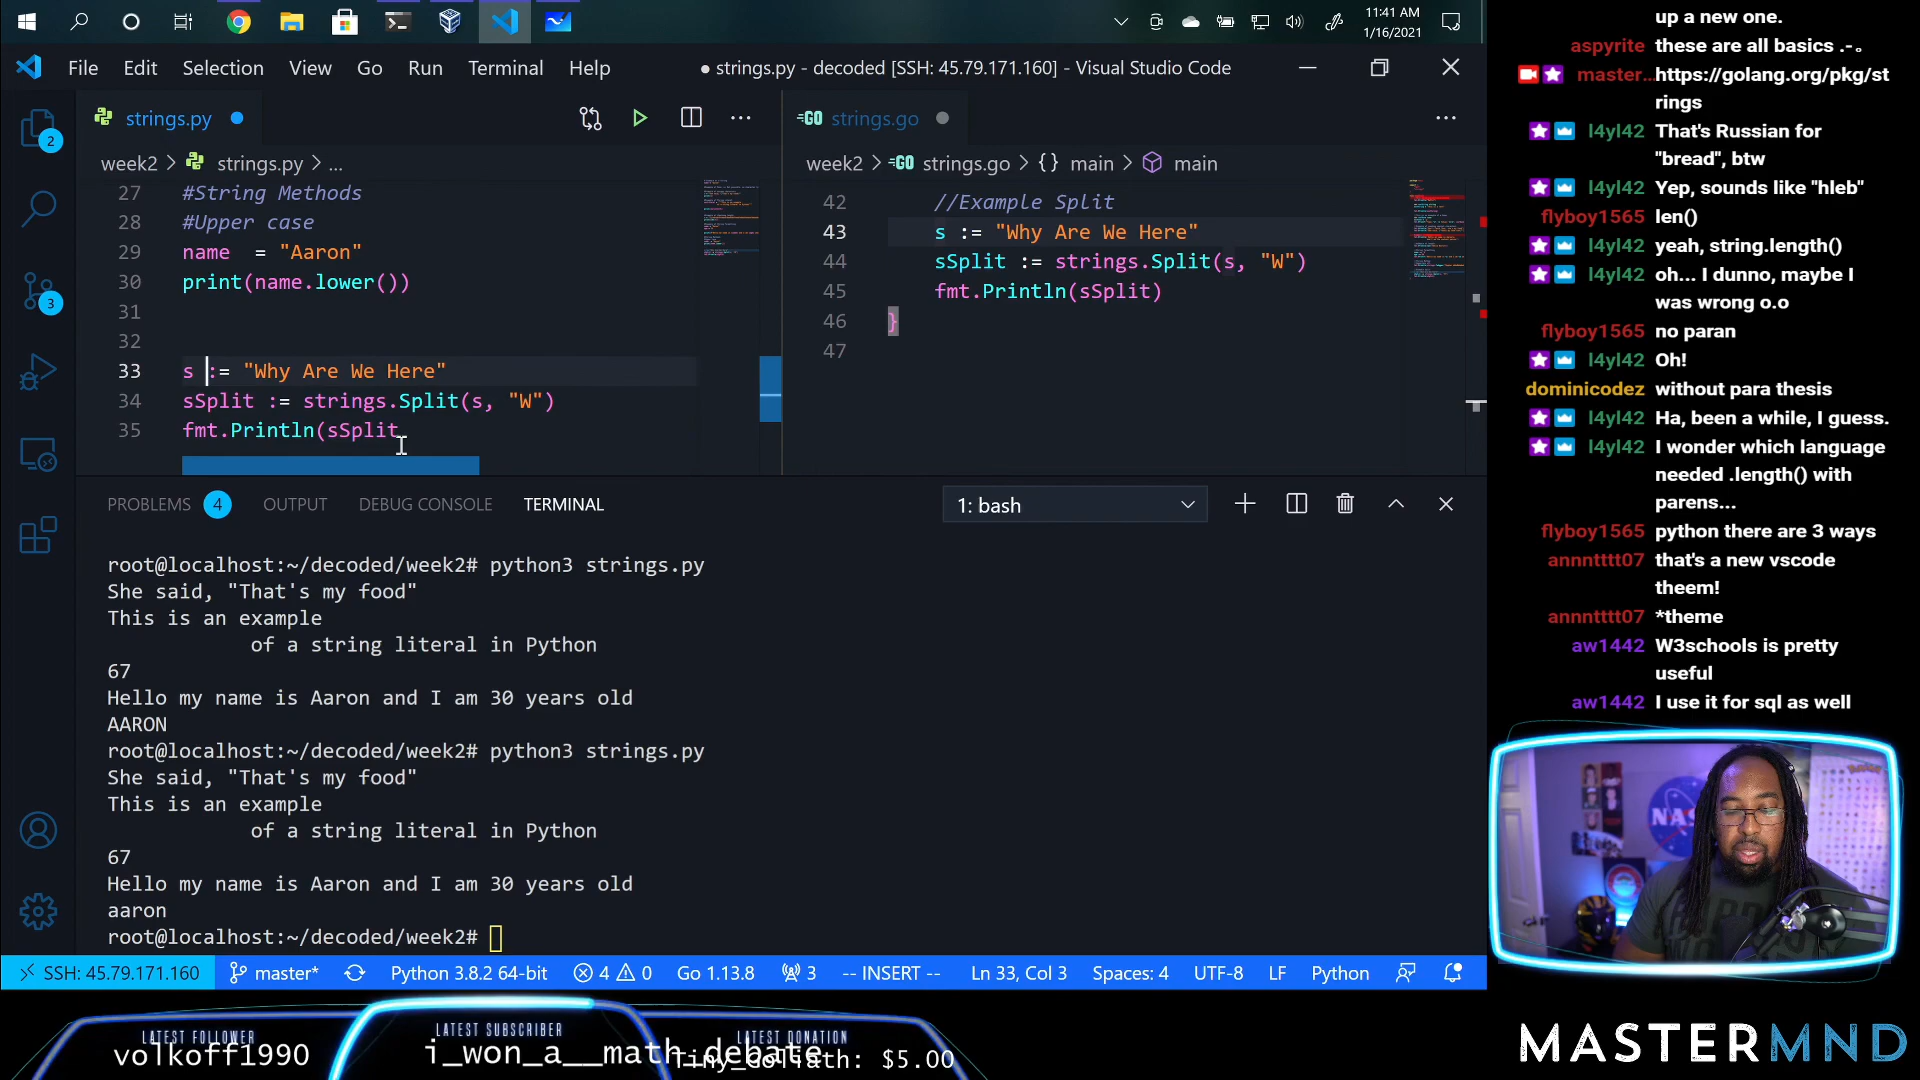 11:41 AM
1/16/2021
File Edit Selection View Go Run Terminal Help
● strings.py - decoded [SSH: 45.79.171.160] - Visual Studio Code
strings.py
week2 > strings.py > ...
27 #String Methods
28 #Upper case
29 name  = "Aaron"
30 print(name.lower())
31
32
33 s := "Why Are We Here"
34 sSplit := strings.Split(s, "W")
35 fmt.Println(sSplit
GO strings.go
week2 > GO strings.go > {} main > main
42 //Example Split
43 s := "Why Are We Here"
44 sSplit := strings.Split(s, "W")
45 fmt.Println(sSplit)
46 }
47
2
3
PROBLEMS 4 OUTPUT DEBUG CONSOLE TERMINAL 1: bash
root@localhost:~/decoded/week2# python3 strings.py
She said, "That's my food"
This is an example
of a string literal in Python
67
Hello my name is Aaron and I am 30 years old
AARON
root@localhost:~/decoded/week2# python3 strings.py
She said, "That's my food"
This is an example
of a string literal in Python
67
Hello my name is Aaron and I am 30 years old
aaron
root@localhost:~/decoded/week2#
SSH: 45.79.171.160 master* Python 3.8.2 64-bit 4 0 Go 1.13.8 3 -- INSERT -- Ln 33, Col 3 Spaces: 4 UTF-8 LF Python
up a new one.
aspyrite these are all basics .-。
master... https://golang.org/pkg/st
rings
l4yl42 That's Russian for
"bread", btw
l4yl42 Yep, sounds like "hleb"
flyboy1565 len()
l4yl42 yeah, string.length()
l4yl42 oh... I dunno, maybe I
was wrong o.o
flyboy1565 no paran
l4yl42 Oh!
dominicodez without para thesis
l4yl42 Ha, been a while, I guess.
l4yl42 I wonder which language
needed .length() with
parens...
flyboy1565 python there are 3 ways
annnttt07 that's a new vscode
theem!
annnttt07 *theme
aw1442 W3schools is pretty
useful
aw1442 I use it for sql as well
NASA
LATEST FOLLOWER
volkoff1990
LATEST SUBSCRIBER
i_won_a__math_debate
LATEST DONATION
Tiny_Goliath: $5.00
MASTERMND